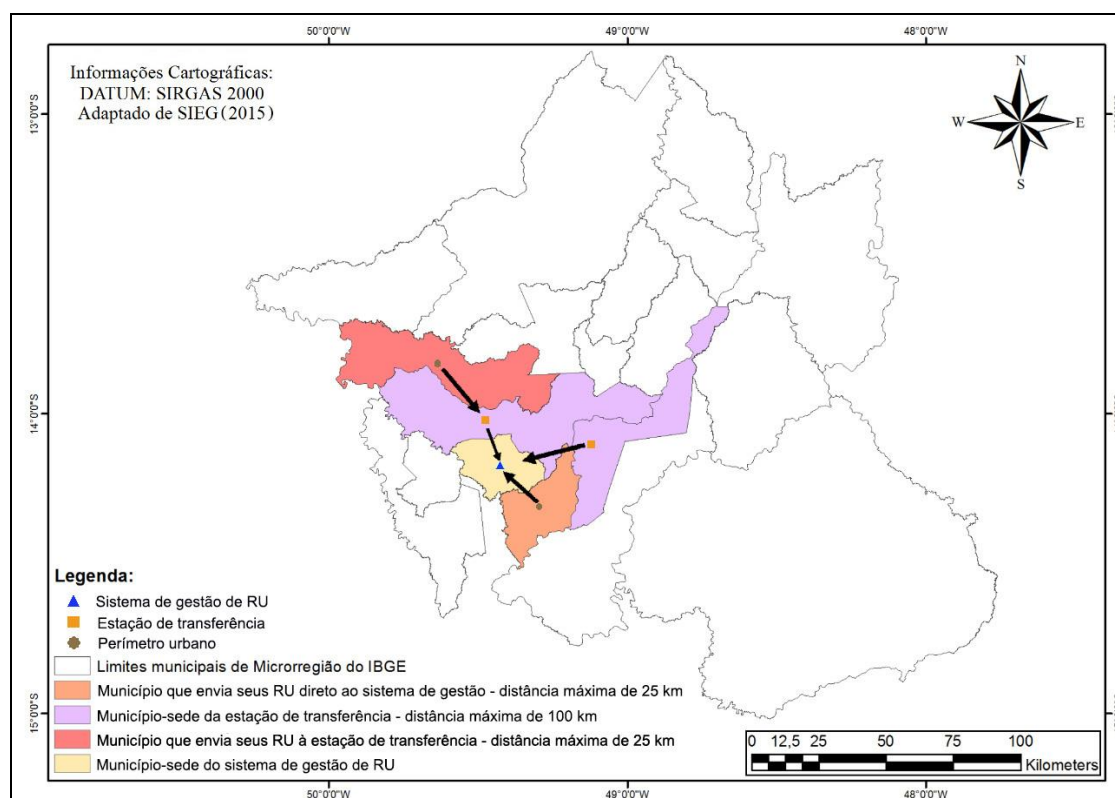 50°0'0"W 49°0'0"W 48°0'0"W
Informações Cartográficas:
DATUM: SIRGAS 2000
Adaptado de SIEG (2015)
N
W E
S
13°0'0"S
14°0'0"S
15°0'0"S
Legenda:
Sistema de gestão de RU
Estação de transferência
Perímetro urbano
Limites municipais de Microrregião do IBGE
Município que envia seus RU direto ao sistema de gestão - distância máxima de 25 km
Município-sede da estação de transferência - distância máxima de 100 km
Município que envia seus RU à estação de transferência - distância máxima de 25 km
Município-sede do sistema de gestão de RU
0 12,5 25 50 75 100
Kilometers
50°0'0"W 49°0'0"W 48°0'0"W